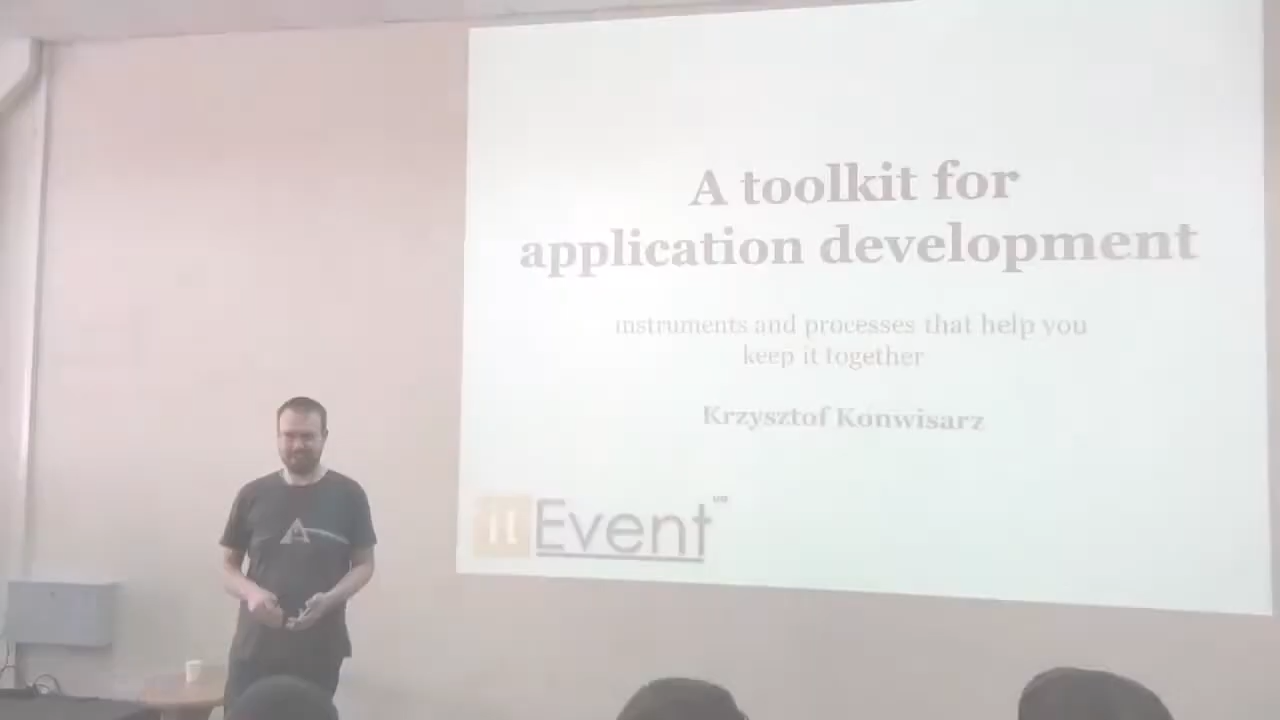 A toolkit for
application development
instruments and processes that help you
keep it together
Krzysztof Konwisarz
Event